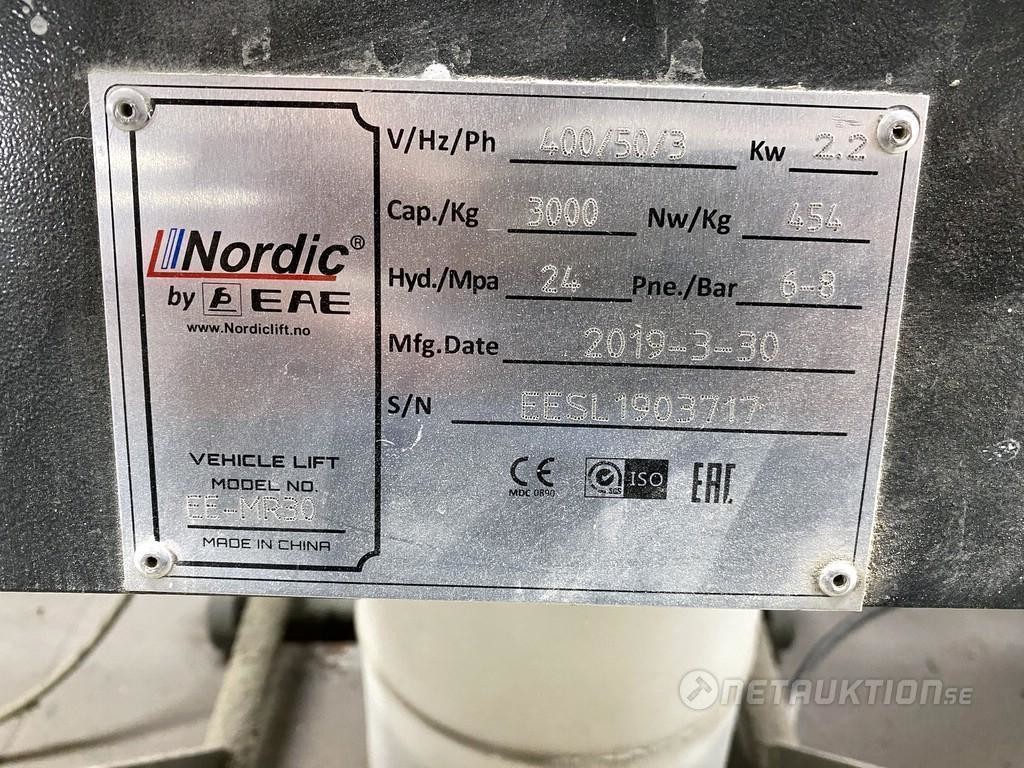 Nordic®
by EAE
www.Nordiclift.no
VEHICLE LIFT
MODEL NO.
EE-MR30
MADE IN CHINA
V/Hz/Ph 400/50/3 Kw 2.2
Cap./Kg 3000 Nw/Kg 454
Hyd./Mpa 24 Pne./Bar 6-8
Mfg.Date 2019-3-30
S/N EESL1903717
CE
MDC 0890
SGS
ISO
EAC
NETAUKTION.SE